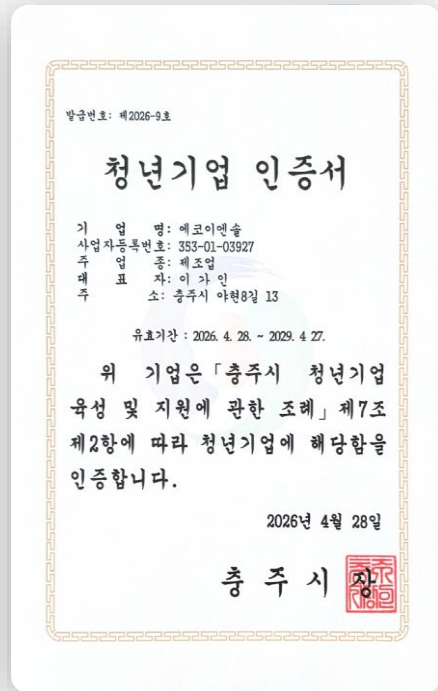 발급번호: 제2026-9호
청년기업 인증서
기 업 명: 에코이엔솔
사업자등록번호: 353-01-03927
주 업 종: 제조업
대 표 자: 이 가 인
주 소: 충주시 야현8길 13
유효기간 : 2026. 4. 28. ~ 2029. 4 27.
위 기업은「충주시 청년기업
육성 및 지원에 관한 조례」제7조
제2항에 따라 청년기업에 해당함을
인증합니다.
2026년 4월 28일
충 주 시 장